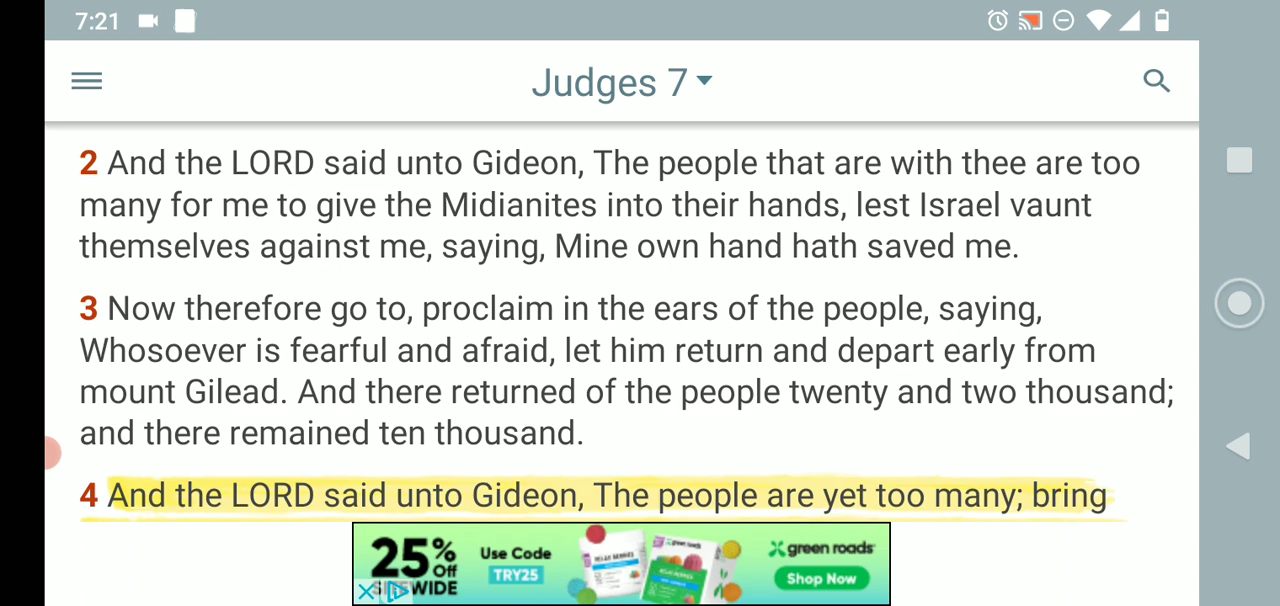 7:21
Judges 7
2 And the LORD said unto Gideon, The people that are with thee are too
many for me to give the Midianites into their hands, lest Israel vaunt
themselves against me, saying, Mine own hand hath saved me.
3 Now therefore go to, proclaim in the ears of the people, saying,
Whosoever is fearful and afraid, let him return and depart early from
mount Gilead. And there returned of the people twenty and two thousand;
and there remained ten thousand.
4 And the LORD said unto Gideon, The people are yet too many; bring
25% Off
SITEWIDE
Use Code
TRY25
green roads
Shop Now